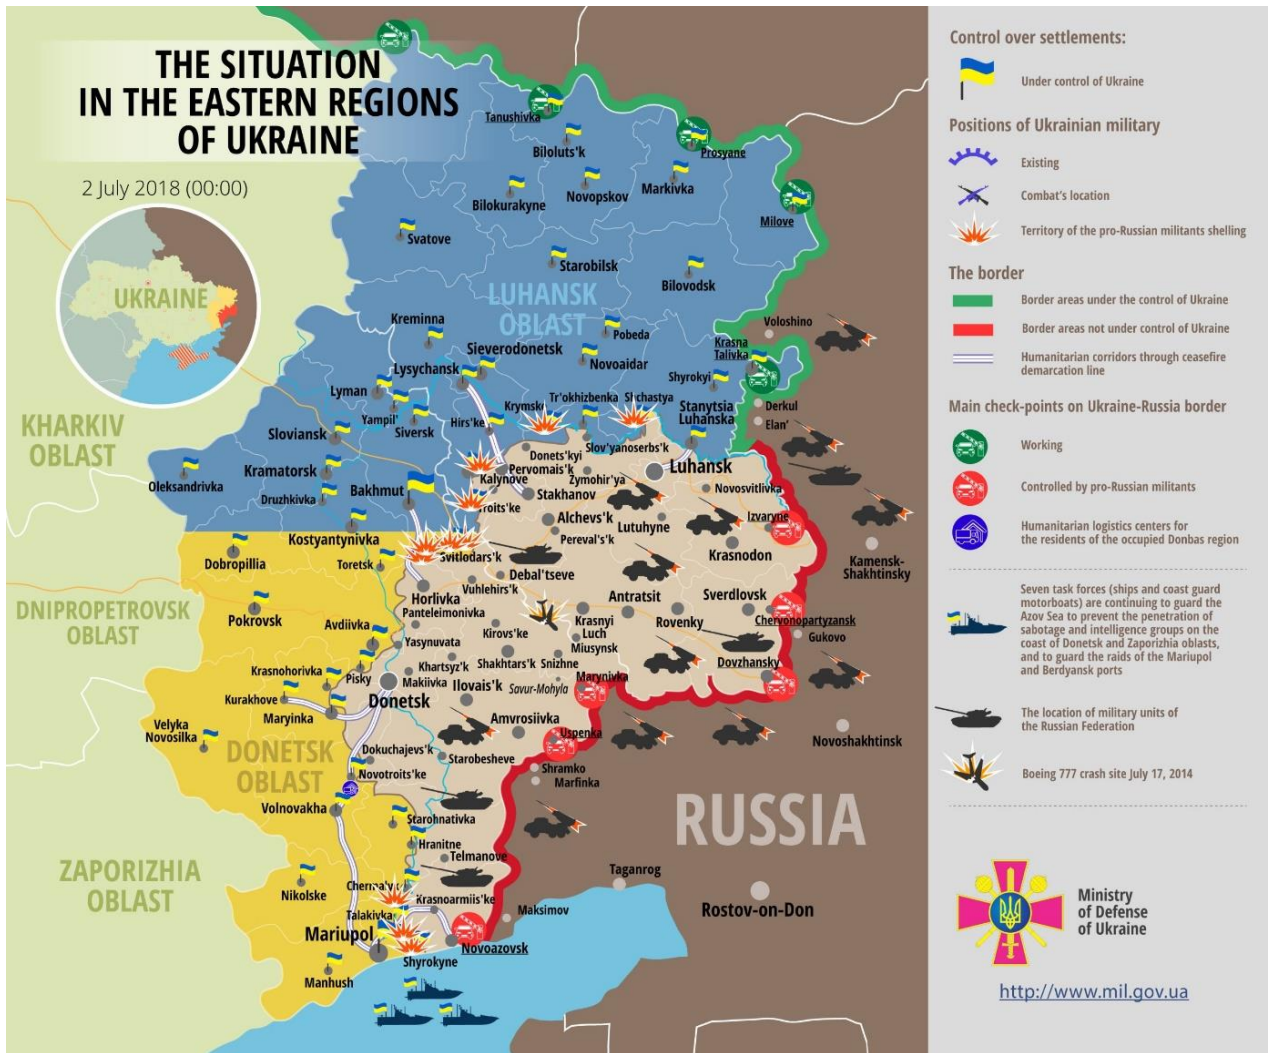 THE SITUATION
IN THE EASTERN REGIONS
OF UKRAINE
2 July 2018 (00:00)
UKRAINE
KHARKIV
OBLAST
DNIPROPETROVSK
OBLAST
ZAPORIZHIA
OBLAST
LUHANSK
OBLAST
DONETSK
OBLAST
RUSSIA
Tanushivka
Biloluts'k
Prosyane
Bilokurakyne
Novopskov
Markivka
Milove
Svatove
Starobilsk
Bilovodsk
Kreminna
Pobeda
Voloshino
Sieverodonetsk
Krasna
Talivka
Lysychansk
Novoaidar
Shyrokyi
Lyman
Tr'okhizbenka
Yampil'
Krymske
Stanytsia
Luhanska
Derkul
Siversk
Hirs'ke
Elan'
Sloviansk
Slov'yanoserbs'k
Donets'kyi
Kramatorsk
Pervomais'k
Luhansk
Oleksandrivka
Kalynove
Zymohir'ya
Druzhkivka
Bakhmut
Stakhanov
Novosvitlivka
Alchevs'k
Lutuhyne
Izvaryne
Kostyantynivka
Pereval's'k
Krasnodon
Dobropillia
Toretsk
Svitlodars'k
Debal'tseve
Kamensk-
Shakhtinsky
Horlivka
Vuhlehirs'k
Antratsit
Sverdlovsk
Pokrovsk
Panteleimonivka
Avdiivka
Kirovs'ke
Krasnyi
Luch
Rovenky
Chervonopartyzansk
Yasynuvata
Miusynsk
Gukovo
Krasnohorivka
Pisky
Khartsyz'k
Shakhtars'k
Snizhne
Dovzhansky
Makiivka
Marynivka
Kurakhove
Ilovais'k
Savur-Mohyla
Donetsk
Maryinka
Velyka
Novosilka
Amvrosiivka
Uspenka
Novoshakhtinsk
Dokuchajevs'k
Starobesheve
Novotroits'ke
Shramko
Marfinka
Volnovakha
Starohnativka
Hranitne
Telmanove
Taganrog
Nikolske
Krasnoarmiis'ke
Talakivka
Maksimov
Rostov-on-Don
Mariupol
Novoazovsk
Shyrokyne
Manhush
Control over settlements:
Under control of Ukraine
Positions of Ukrainian military
Existing
Combat's location
Territory of the pro-Russian militants shelling
The border
Border areas under the control of Ukraine
Border areas not under control of Ukraine
Humanitarian corridors through ceasefire
demarcation line
Main check-points on Ukraine-Russia border
Working
Controlled by pro-Russian militants
Humanitarian logistics centers for
the residents of the occupied Donbas region
Seven task forces (ships and coast guard
motorboats) are continuing to guard the
Azov Sea to prevent the penetration of
sabotage and intelligence groups on the
coast of Donetsk and Zaporizhia oblasts,
and to guard the raids of the Mariupol
and Berdyansk ports
The location of military units of
the Russian Federation
Boeing 777 crash site July 17, 2014
Ministry
of Defense
of Ukraine
http://www.mil.gov.ua